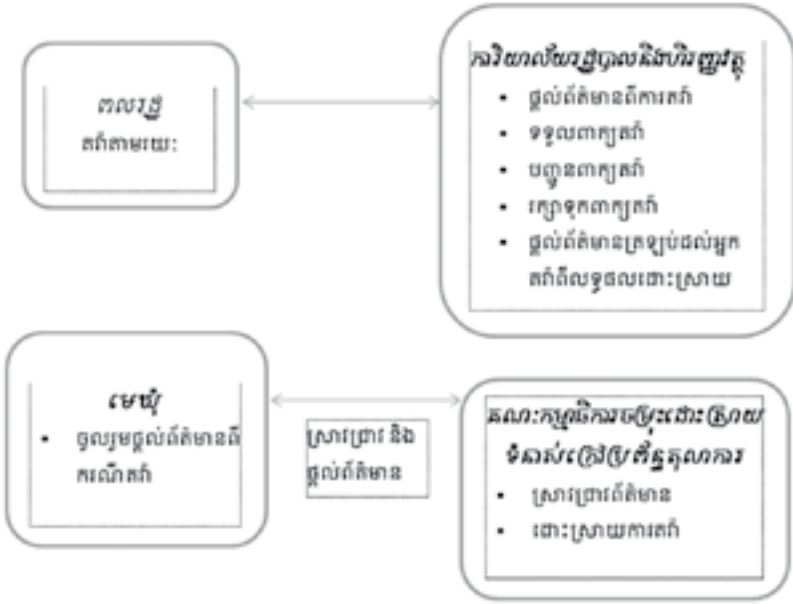 ពលរដ្ឋ
តវ៉ាតាមរយៈ
ការិយាល័យរដ្ឋបាលនិងហិរញ្ញវត្ថុ
• ផ្តល់ព័ត៌មានពីការតវ៉ា
• ទទួលពាក្យតវ៉ា
• បញ្ជូនពាក្យតវ៉ា
• រក្សាទុកពាក្យតវ៉ា
• ផ្តល់ព័ត៌មានត្រឡប់ដល់អ្នក
តវ៉ាពីលទ្ធផលដោះស្រាយ
មេឃុំ
• ចូលរួមផ្តល់ព័ត៌មានពី
ករណីតវ៉ា
ស្រាវជ្រាវ និង
ផ្តល់ព័ត៌មាន
គណៈកម្មាធិការចម្រុះដោះស្រាយ
ទំនាស់ក្រៅប្រព័ន្ធតុលាការ
• ស្រាវជ្រាវព័ត៌មាន
• ដោះស្រាយការតវ៉ា